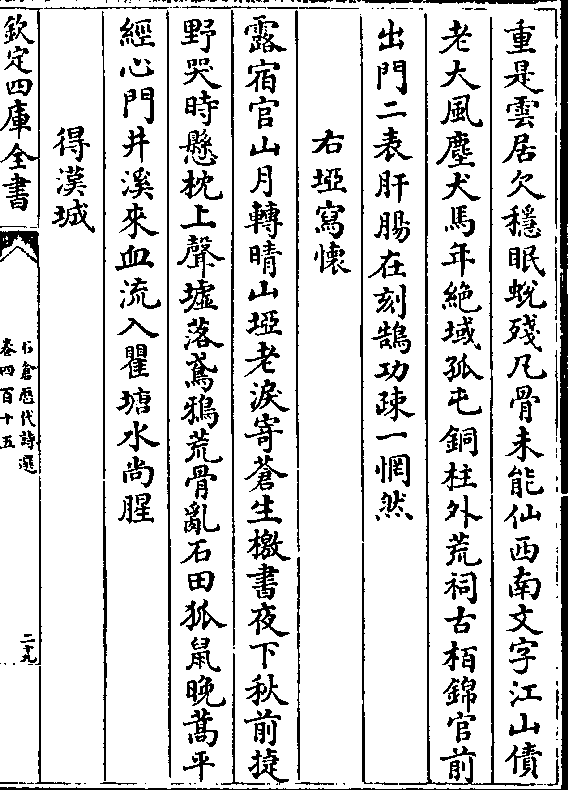 重是雲居欠穩眠蛻殘凡骨未能仙西南文字江山債
老大風塵犬馬年絶域孤屯銅柱外荒祠古栢錦官前
出門二表肝腸在刻鵠功疎一惘然
右埡寫懷
露宿官山月轉晴山埡老淚寄蒼生檄書夜下秋前捷
野哭時懸枕上聲墟落鳶鴉荒骨亂石田狐鼠晚蒿平
經心門井溪來血流入瞿塘水尚腥
得漢城
欽定四庫全書
石倉歷代詩選
卷四百十五
二十九